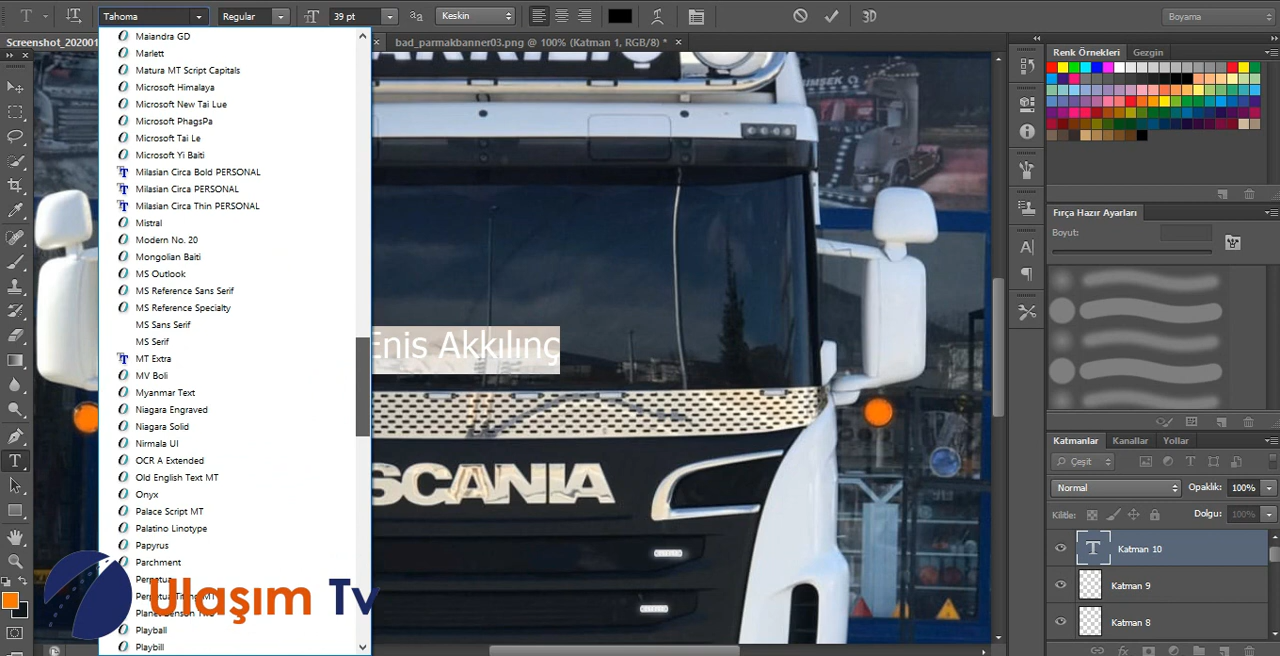 Tahoma
Regular
39 pt
Keskin
3D
Boyama
Screenshot_202001
bad_parmakbanner03.png @ 100% (Katman 1, RGB/8) *
Maiandra GD
Marlett
Matura MT Script Capitals
Microsoft Himalaya
Microsoft New Tai Lue
Microsoft PhagsPa
Microsoft Tai Le
Microsoft Yi Baiti
Milasian Circa Bold PERSONAL
Milasian Circa PERSONAL
Milasian Circa Thin PERSONAL
Mistral
Modern No. 20
Mongolian Baiti
MS Outlook
MS Reference Sans Serif
MS Reference Specialty
MS Sans Serif
MS Serif
MT Extra
MV Boli
Myanmar Text
Niagara Engraved
Niagara Solid
Nirmala UI
OCR A Extended
Old English Text MT
Onyx
Palace Script MT
Palatino Linotype
Papyrus
Parchment
Playball
Playbill
Enis Akkılınç
SCANIA
Ulaşım Tv
Renk Örnekleri
Gezgin
Fırça Hazır Ayarları
Boyut:
Katmanlar
Kanallar
Yollar
Çeşit
Normal
Opaklık:
100%
Kilitle:
Dolgu:
100%
Katman 10
Katman 9
Katman 8